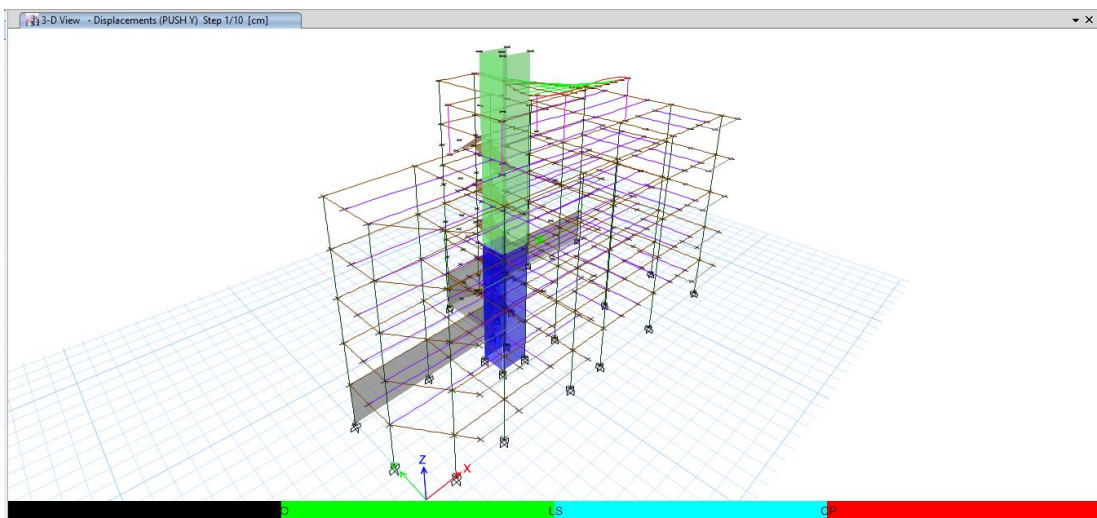 3-D View - Displacements (PUSH Y) Step 1/10 [cm]
Z
X
IO LS CP